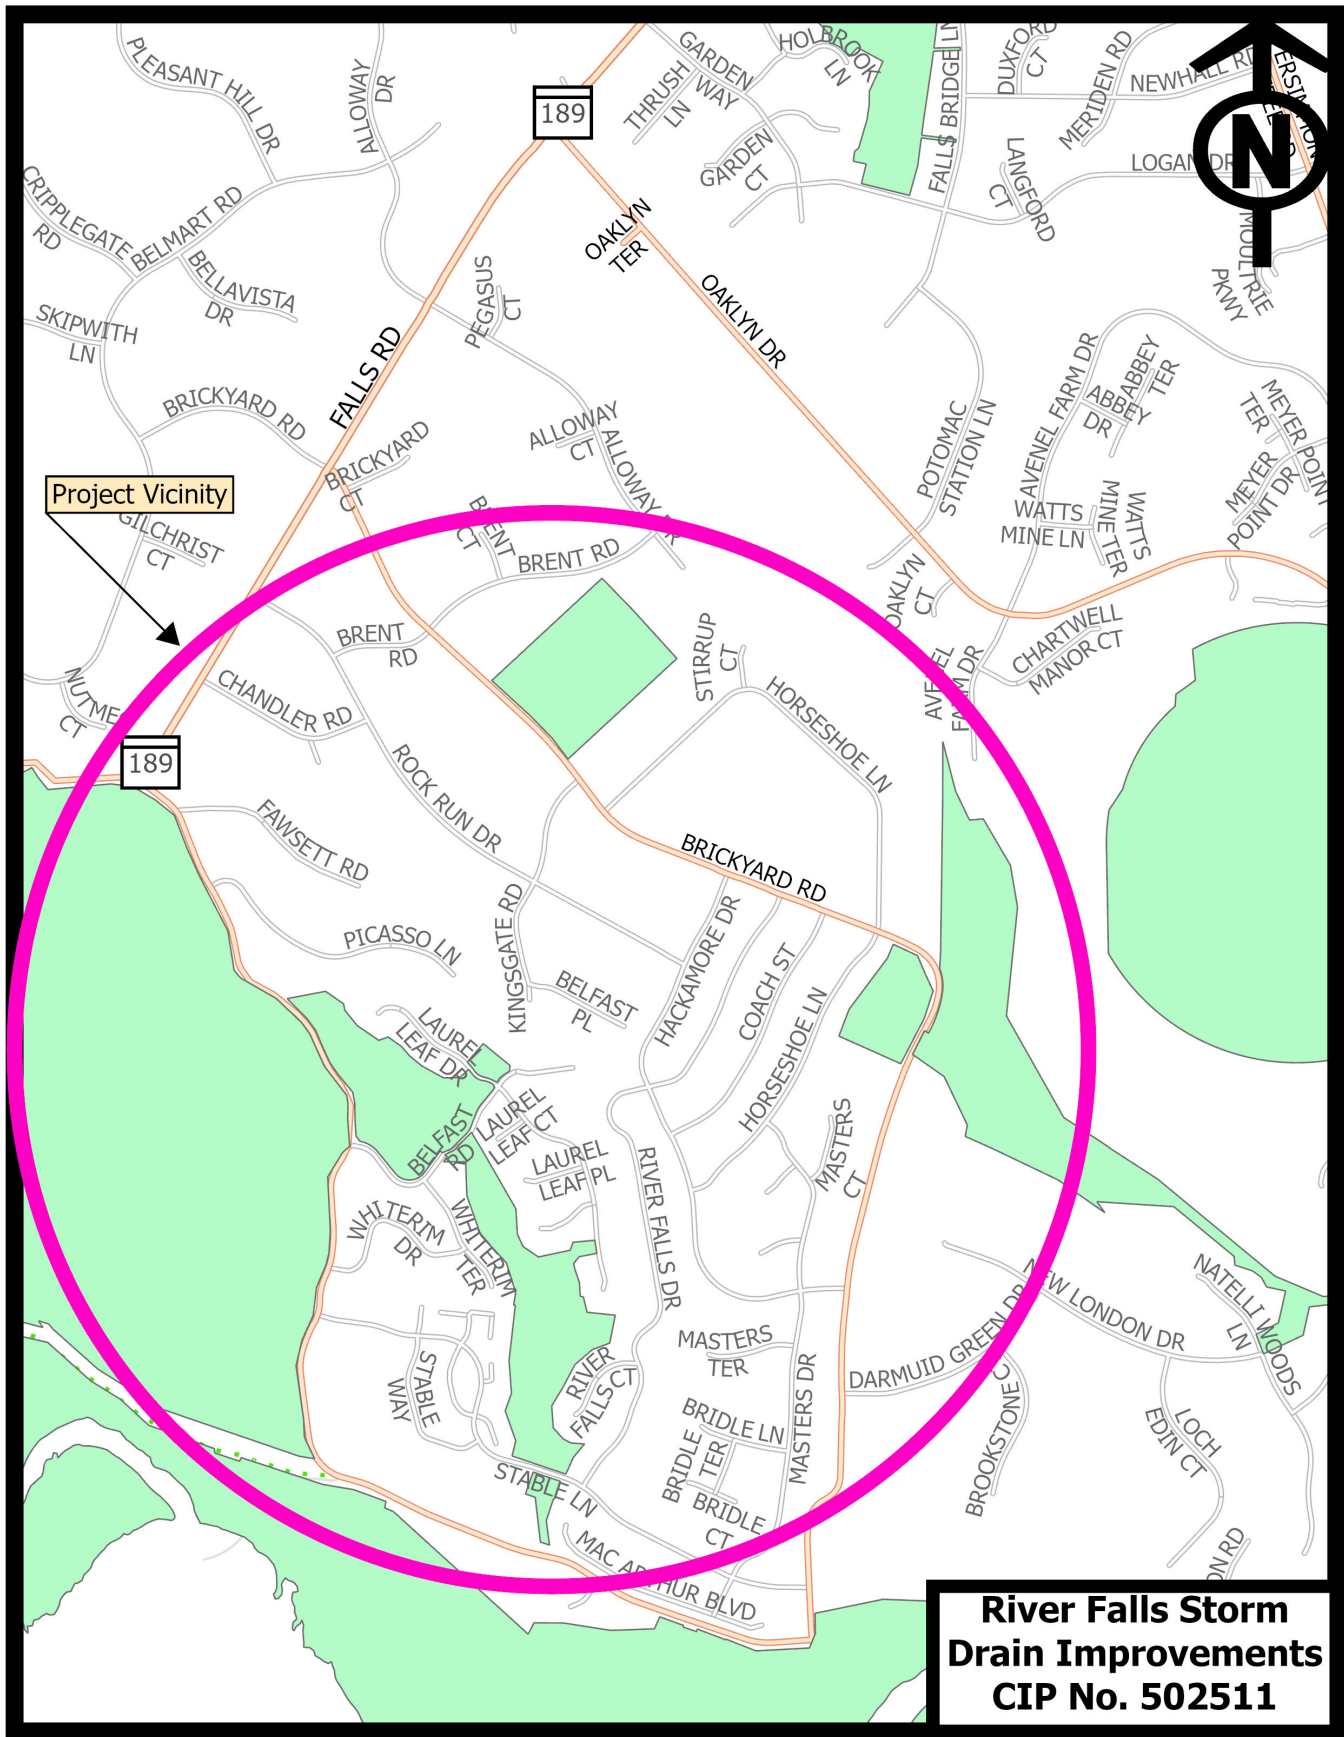 PLEASANT HILL DR
ALLOWAY
DR
189
GARDEN
WAY
THRUSH
LN
HOLBROOK
LN
GARDEN
CT
FALLS BRIDGE LN
DUXFORD
CT
MERIDEN RD
NEWHALL RD
N
LANGFORD
CT
LOGAN DR
MOULTRIE
PKWY
CRIPPLEGATE
RD
BELMART RD
BELLAVISTA
DR
SKIPWITH
LN
PEGASUS
CT
OAKLYN
TER
OAKLYN DR
FALLS RD
BRICKYARD RD
BRICKYARD
CT
ALLOWAY
CT
ALLOWAY DR
POTOMAC
STATION LN
AVENEL FARM DR
ABBEY
TER
ABBEY
DR
MEYER POINT
TER
MEYER
POINT DR
WATTS
MINE LN
WATTS
MINE TER
Project Vicinity
GILCHRIST
CT
BRENT
CT
BRENT RD
OAKLYN
CT
CHARTWELL
MANOR CT
AVENEL
FARM DR
STIRRUP
CT
BRENT
RD
NUTMEG
CT
CHANDLER RD
HORSESHOE LN
189
ROCK RUN DR
FAWSETT RD
BRICKYARD RD
PICASSO LN
KINGSGATE RD
BELFAST
PL
HACKAMORE DR
COACH ST
HORSESHOE LN
LAUREL
LEAF DR
LAUREL
LEAF CT
BELFAST
RD
LAUREL
LEAF PL
MASTERS
CT
WHITERIM
DR
WHITERIM
TER
RIVER FALLS DR
NEW LONDON DR
NATELLI WOODS
LN
MASTERS
TER
DARMUID GREEN DR
STABLE
WAY
RIVER
FALLS CT
MASTERS DR
BRIDLE LN
BRIDLE
TER
BRIDLE
CT
LOCH
EDIN CT
STABLE LN
MAC ARTHUR BLVD
River Falls Storm
Drain Improvements
CIP No. 502511